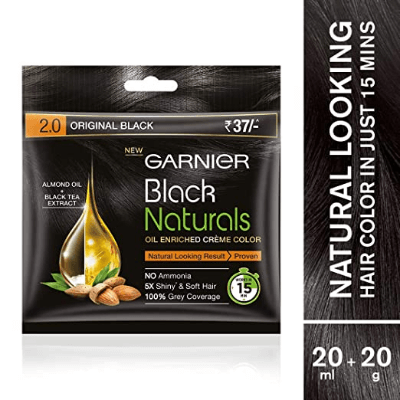 2.0 ORIGINAL BLACK ₹37/-^
NEW GARNIER
ALMOND OIL
+
BLACK TEA
EXTRACT
Black
Naturals
OIL ENRICHED CRÈME COLOR
Natural Looking Result > Proven
NO Ammonia
5X Shiny* & Soft Hair
100% Grey Coverage
15
MIN
NATURAL LOOKING
HAIR COLOR IN JUST 15 MINS
20 + 20
ml g